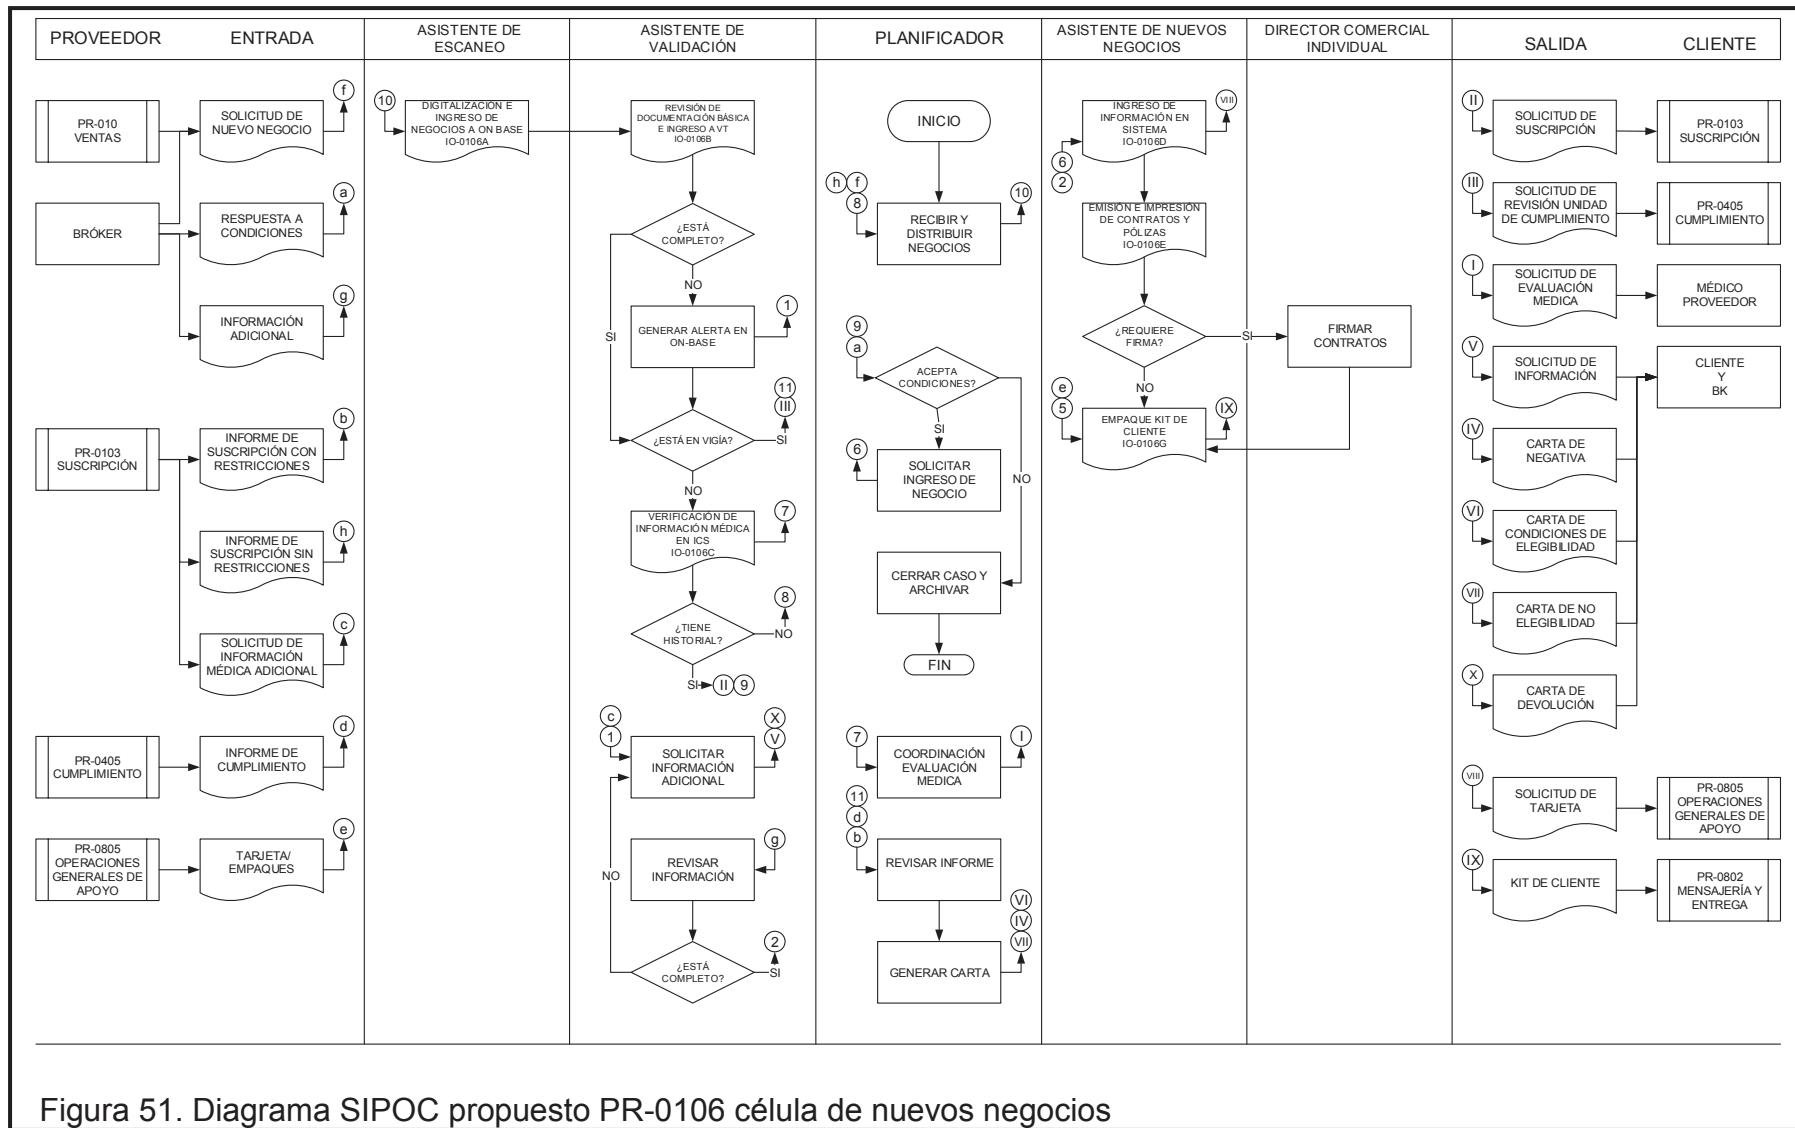 PROVEEDOR
ENTRADA
ASISTENTE DE
ESCANEO
ASISTENTE DE
VALIDACIÓN
PLANIFICADOR
ASISTENTE DE NUEVOS
NEGOCIOS
DIRECTOR COMERCIAL
INDIVIDUAL
SALIDA
CLIENTE
PR-010
VENTAS
SOLICITUD DE
NUEVO NEGOCIO
f
BRÓKER
RESPUESTA A
CONDICIONES
a
INFORMACIÓN
ADICIONAL
g
PR-0103
SUSCRIPCIÓN
INFORME DE
SUSCRIPCIÓN CON
RESTRICCIONES
b
INFORME DE
SUSCRIPCIÓN SIN
RESTRICCIONES
h
SOLICITUD DE
INFORMACIÓN
MÉDICA ADICIONAL
c
PR-0405
CUMPLIMIENTO
INFORME DE
CUMPLIMIENTO
d
PR-0805
OPERACIONES
GENERALES DE
APOYO
TARJETA/
EMPAQUES
e
10
DIGITALIZACIÓN E
INGRESO DE
NEGOCIOS A ON BASE
IO-0106A
REVISIÓN DE
DOCUMENTACIÓN BÁSICA
E INGRESO A VT
IO-0106B
¿ESTÁ
COMPLETO?
NO
SI
GENERAR ALERTA EN
ON-BASE
1
¿ESTÁ EN VIGÍA?
SI
11
III
NO
VERIFICACIÓN DE
INFORMACIÓN MÉDICA
EN ICS
IO-0106C
7
¿TIENE
HISTORIAL?
NO
8
SI
II
9
c
1
SOLICITAR
INFORMACIÓN
ADICIONAL
X
V
REVISAR
INFORMACIÓN
g
NO
¿ESTÁ
COMPLETO?
SI
2
INICIO
h
f
8
RECIBIR Y
DISTRIBUIR
NEGOCIOS
10
9
a
ACEPTA
CONDICIONES?
SI
NO
6
SOLICITAR
INGRESO DE
NEGOCIO
CERRAR CASO Y
ARCHIVAR
FIN
7
COORDINACIÓN
EVALUACIÓN
MEDICA
I
11
d
b
REVISAR INFORME
GENERAR CARTA
VI
IV
VII
INGRESO DE
INFORMACIÓN EN
SISTEMA
IO-0106D
VIII
6
2
EMISIÓN E IMPRESIÓN
DE CONTRATOS Y
PÓLIZAS
IO-0106E
¿REQUIERE
FIRMA?
SI
NO
e
5
EMPAQUE KIT DE
CLIENTE
IO-0106G
IX
FIRMAR
CONTRATOS
II
SOLICITUD DE
SUSCRIPCIÓN
PR-0103
SUSCRIPCIÓN
III
SOLICITUD DE
REVISIÓN UNIDAD
DE CUMPLIMIENTO
PR-0405
CUMPLIMIENTO
I
SOLICITUD DE
EVALUACIÓN
MEDICA
MÉDICO
PROVEEDOR
V
SOLICITUD DE
INFORMACIÓN
CLIENTE
Y
BK
IV
CARTA DE
NEGATIVA
VI
CARTA DE
CONDICIONES DE
ELEGIBILIDAD
VII
CARTA DE NO
ELEGIBILIDAD
X
CARTA DE
DEVOLUCIÓN
VIII
SOLICITUD DE
TARJETA
PR-0805
OPERACIONES
GENERALES DE
APOYO
IX
KIT DE CLIENTE
PR-0802
MENSAJERÍA Y
ENTREGA
Figura 51. Diagrama SIPOC propuesto PR-0106 célula de nuevos negocios